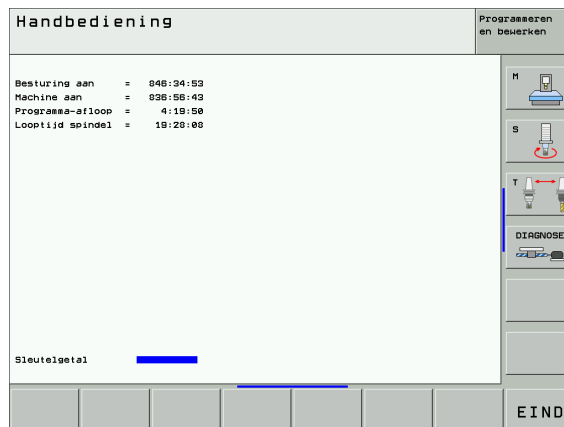 Handbediening
Programmeren
en bewerken
Besturing aan = 846:34:53
Machine aan = 836:56:43
Programma-afloop = 4:19:50
Looptijd spindel = 19:28:08
M
S
T
DIAGNOSE
Sleutelgetal
EIND